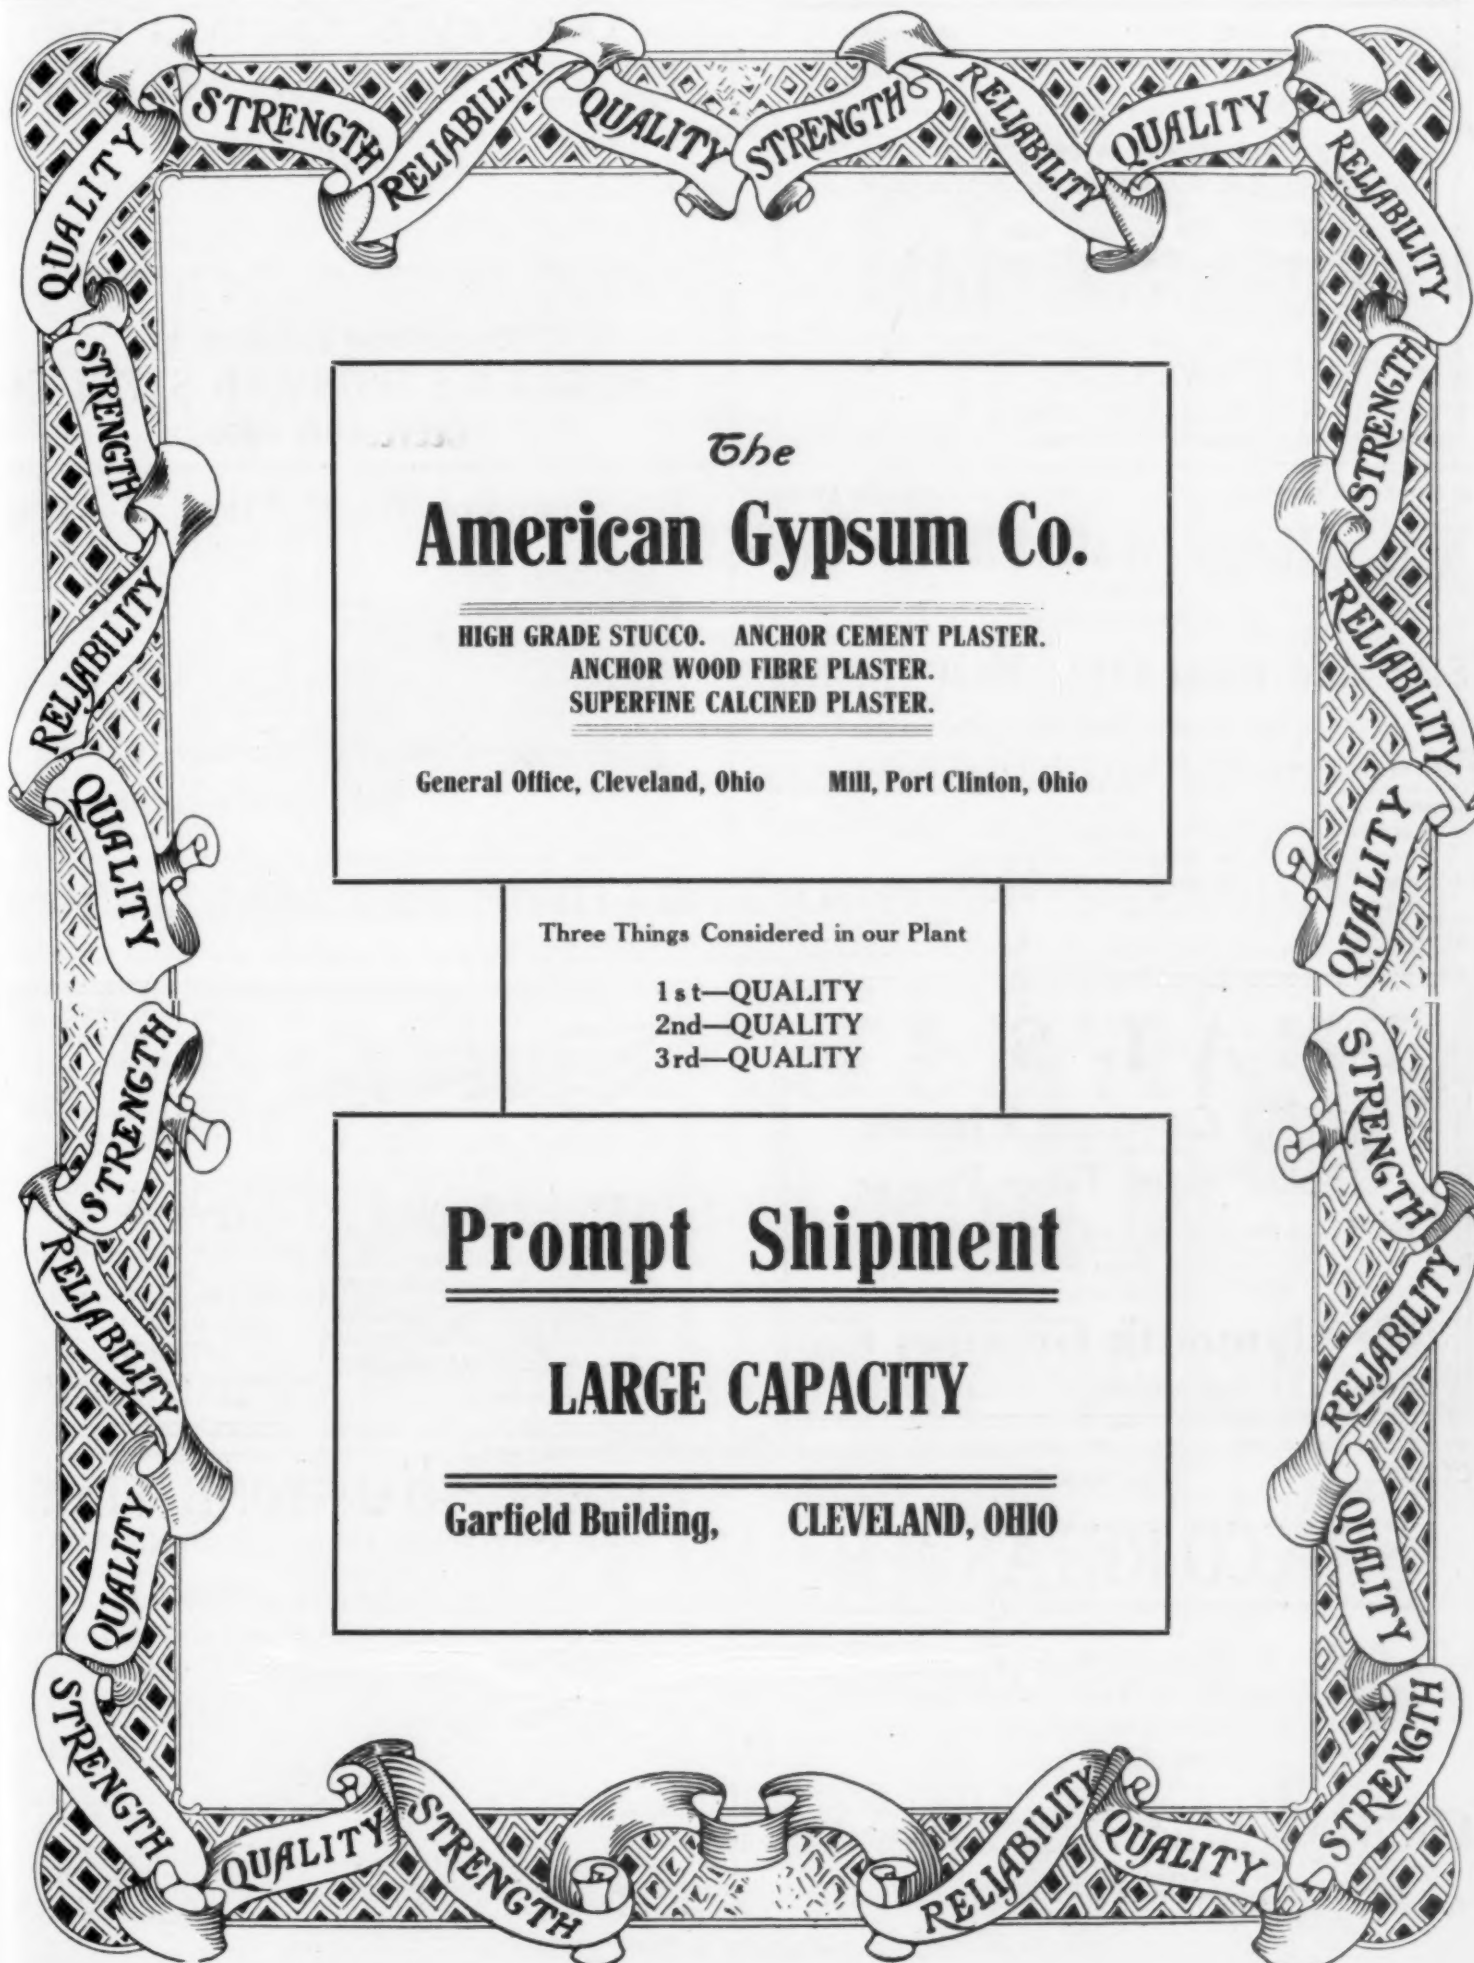 STRENGTH RELIABILITY QUALITY STRENGTH RELIABILITY QUALITY
QUALITY
STRENGTH
RELIABILITY
QUALITY
STRENGTH
RELIABILITY
QUALITY
STRENGTH
RELIABILITY
STRENGTH
RELIABILITY
QUALITY
STRENGTH
RELIABILITY
QUALITY
STRENGTH
The
American Gypsum Co.
HIGH GRADE STUCCO. ANCHOR CEMENT PLASTER.
ANCHOR WOOD FIBRE PLASTER.
SUPERFINE CALCINED PLASTER.
General Office, Cleveland, Ohio Mill, Port Clinton, Ohio
Three Things Considered in our Plant
1st—QUALITY
2nd—QUALITY
3rd—QUALITY
Prompt Shipment
LARGE CAPACITY
Garfield Building, CLEVELAND, OHIO
QUALITY STRENGTH RELIABILITY QUALITY